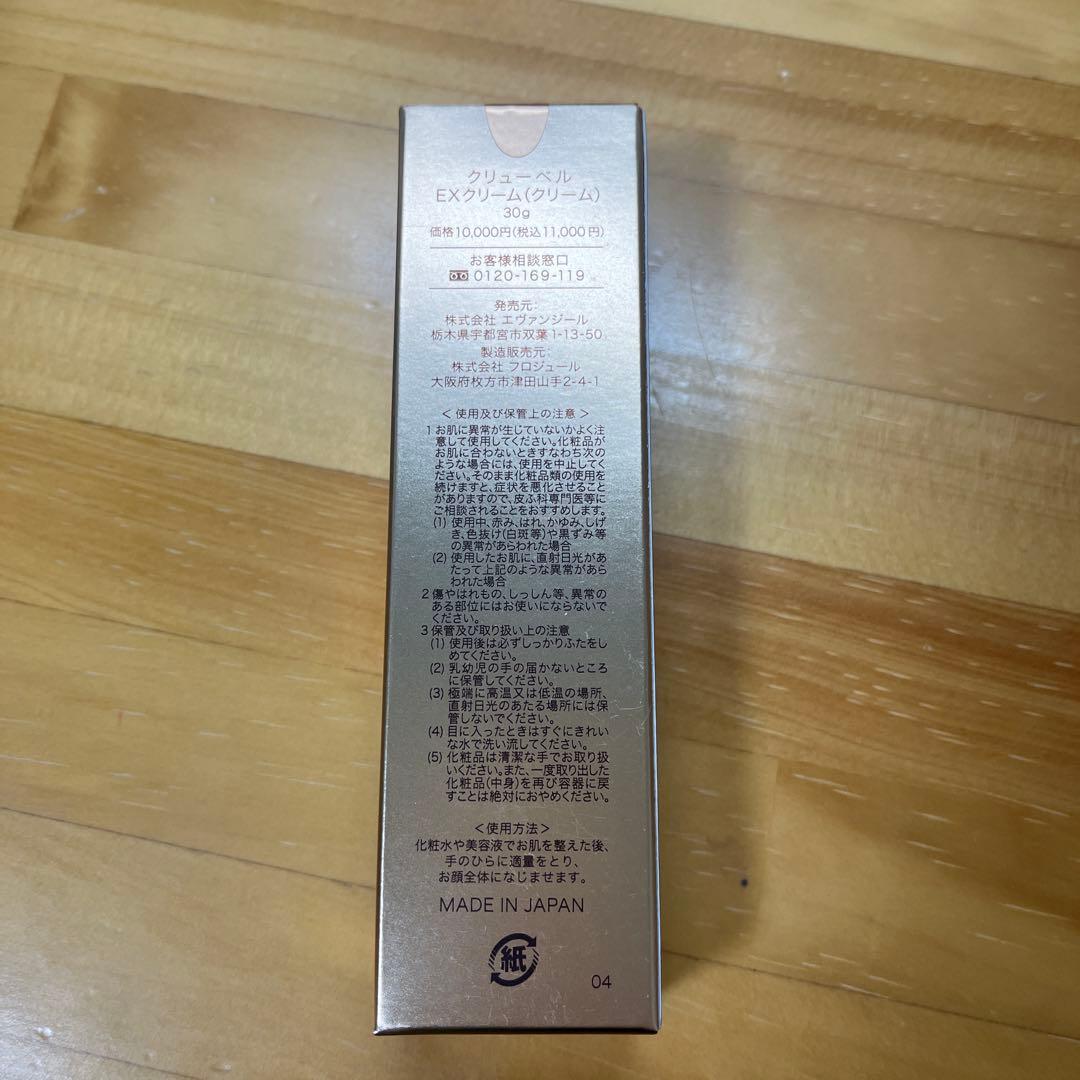 クリューベル
EXクリーム(クリーム)
30g
価格10,000円(税込11,000円)
お客様相談窓口
0120-169-119
発売元:
株式会社 エヴァンジール
栃木県宇都宮市双葉1-13-50
製造販売元:
株式会社 フロジュール
大阪府枚方市津田山手2-4-1
＜使用及び保管上の注意＞
1 お肌に異常が生じていないかよく注
意して使用してください。化粧品が
お肌に合わないときすなわち次の
ような場合には、使用を中止してく
ださい。そのまま化粧品類の使用を
続けますと、症状を悪化させること
がありますので、皮ふ科専門医等に
ご相談されることをおすすめします。
(1) 使用中、赤み、はれ、かゆみ、しげ
き、色抜け(白斑等)や黒ずみ等
の異常があらわれた場合
(2) 使用したお肌に、直射日光があ
たって上記のような異常があら
われた場合
2 傷やはれもの、しっしん等、異常の
ある部位にはお使いにならないで
ください。
3 保管及び取り扱い上の注意
(1) 使用後は必ずしっかりふたをし
めてください。
(2) 乳幼児の手の届かないところ
に保管してください。
(3) 極端に高温又は低温の場所、
直射日光のあたる場所には保
管しないでください。
(4) 目に入ったときはすぐにきれい
な水で洗い流してください。
(5) 化粧品は清潔な手でお取り扱
いください。また、一度取り出した
化粧品(中身)を再び容器に戻
すことは絶対におやめください。
＜使用方法＞
化粧水や美容液でお肌を整えた後、
手のひらに適量をとり、
お顔全体になじませます。
MADE IN JAPAN
紙
04